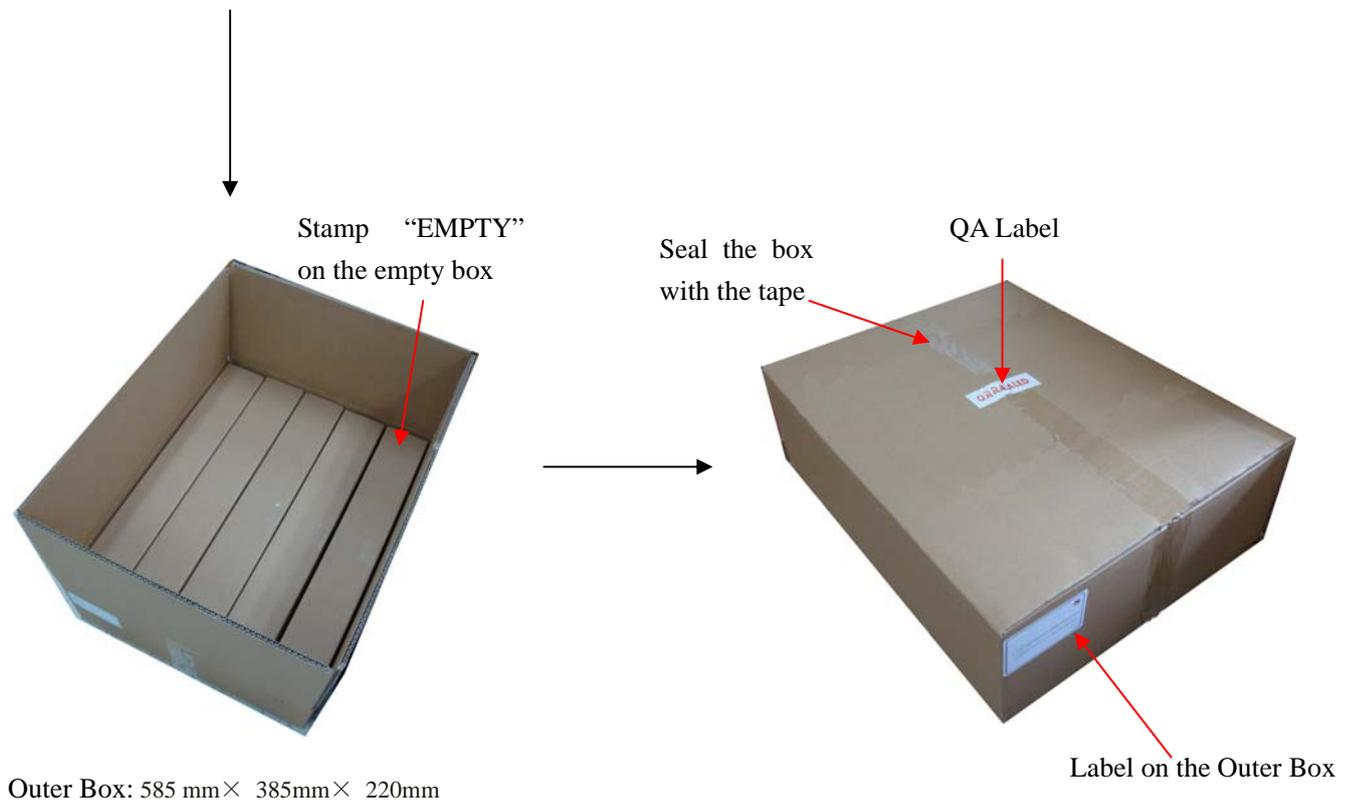 Stamp “EMPTY”
on the empty box
Seal the box
with the tape
QA Label
Label on the Outer Box
Outer Box: 585 mm× 385mm× 220mm